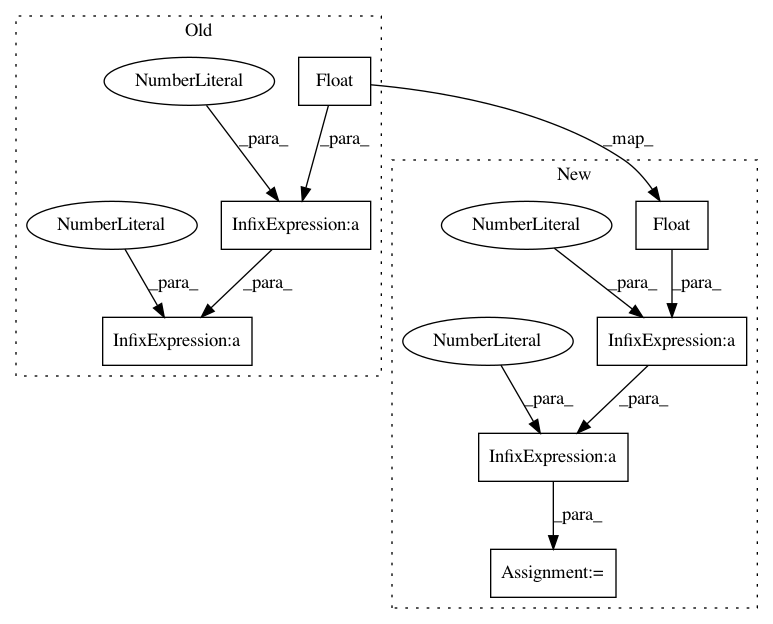 Old
NumberLiteral
Float
_para_
_para_
_map_
New
NumberLiteral
InfixExpression:a
NumberLiteral
Float
_para_
_para_
_para_
_para_
InfixExpression:a
NumberLiteral
InfixExpression:a
_para_
_para_
InfixExpression:a
_para_
Assignment:=